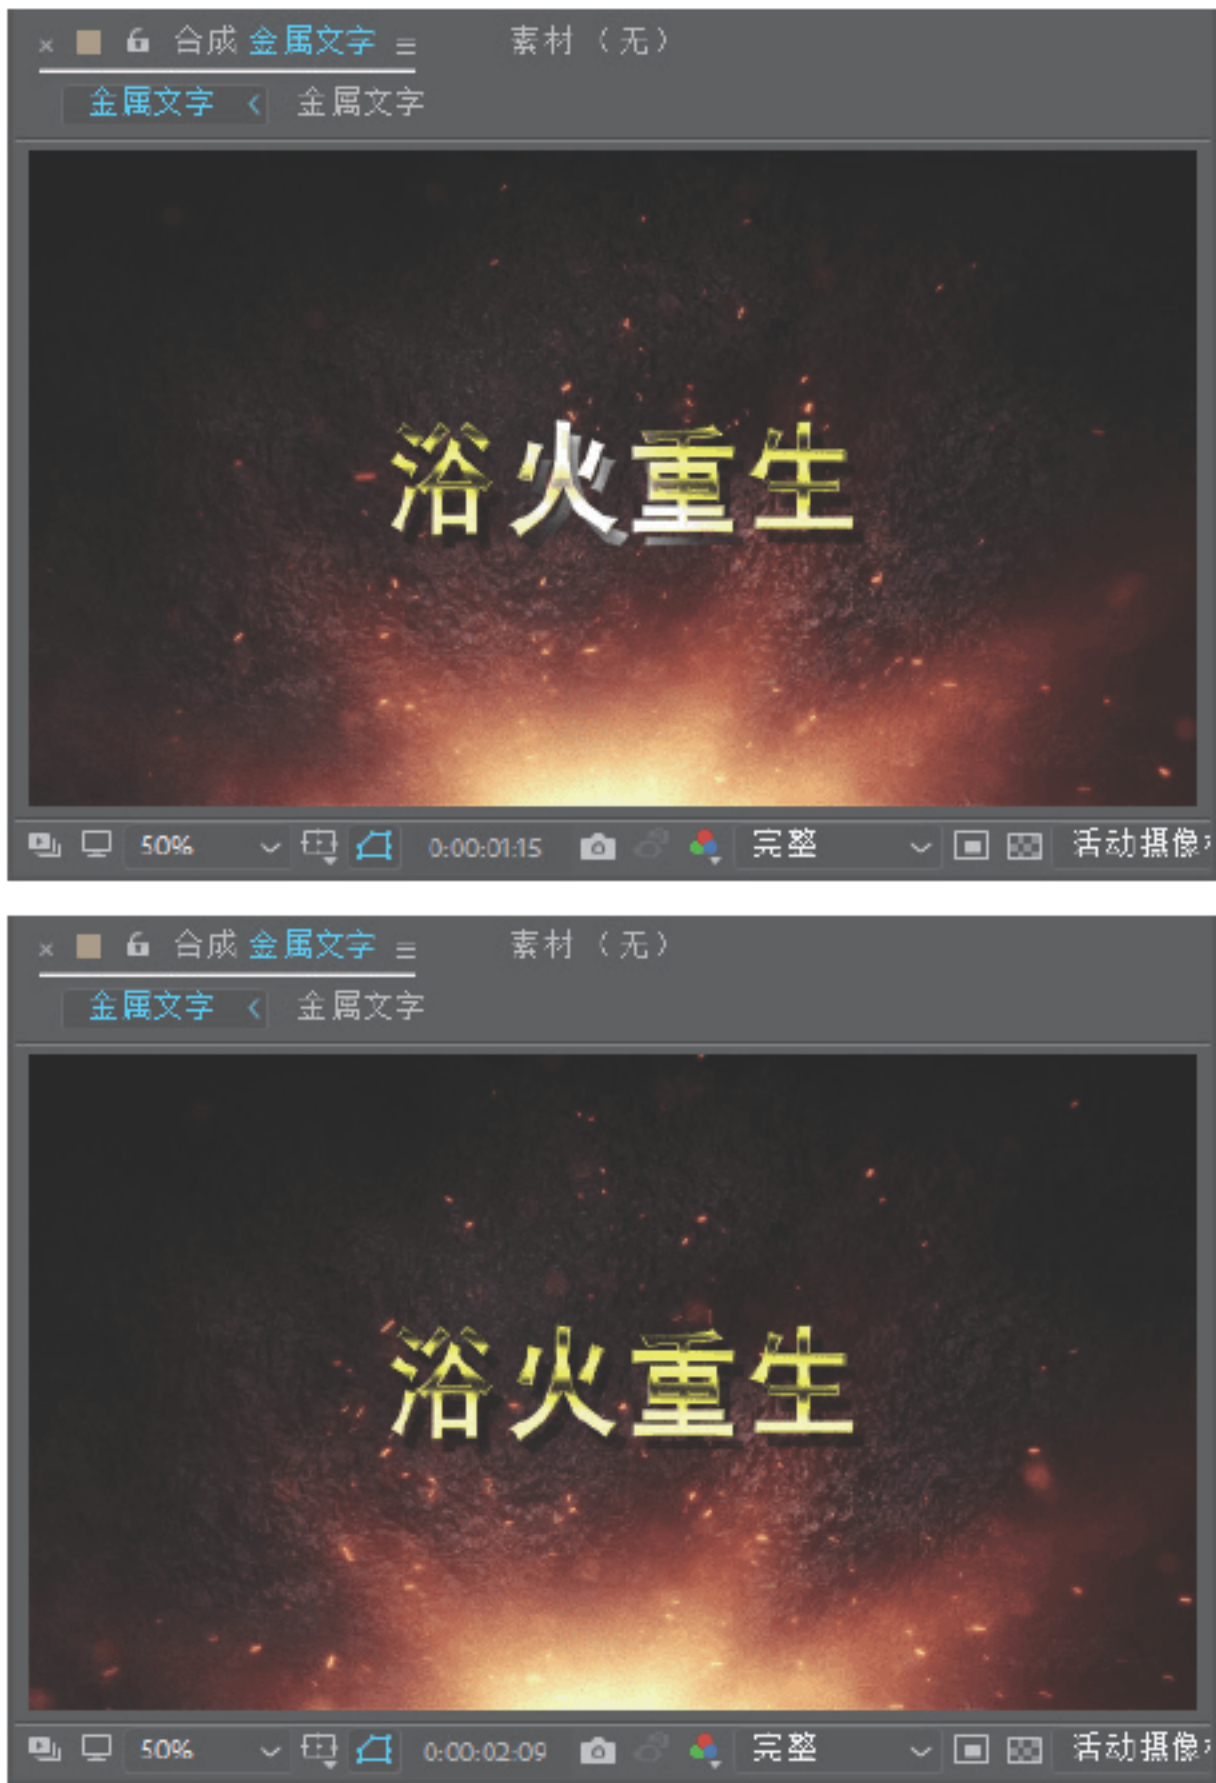 合成 金属文字 素材 （无）
金属文字 金属文字
浴火重生
50% 0:00:01:15 完整 活动摄像
合成 金属文字 素材 （无）
金属文字 金属文字
浴火重生
50% 0:00:02:09 完整 活动摄像